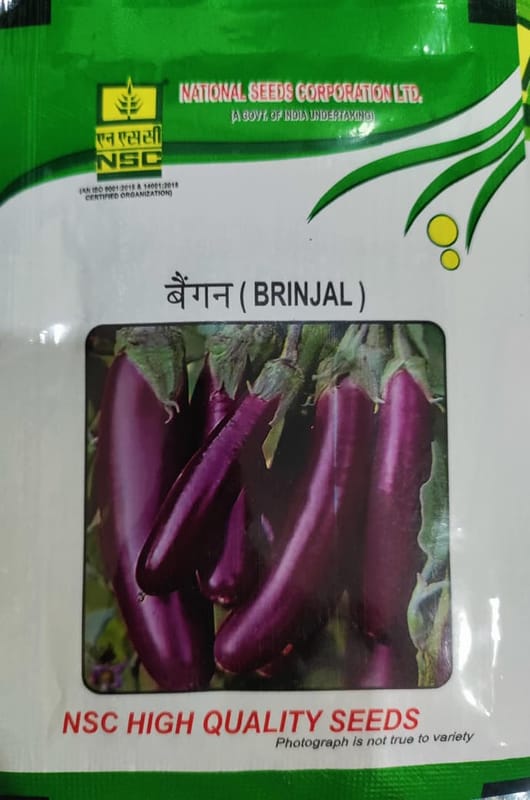 NATIONAL SEEDS CORPORATION LTD.
(A GOVT. OF INDIA UNDERTAKING)
एन एस सी
NSC
(AN ISO 9001:2015 & 14001:2015
CERTIFIED ORGANIZATION)
बैंगन ( BRINJAL )
NSC HIGH QUALITY SEEDS
Photograph is not true to variety